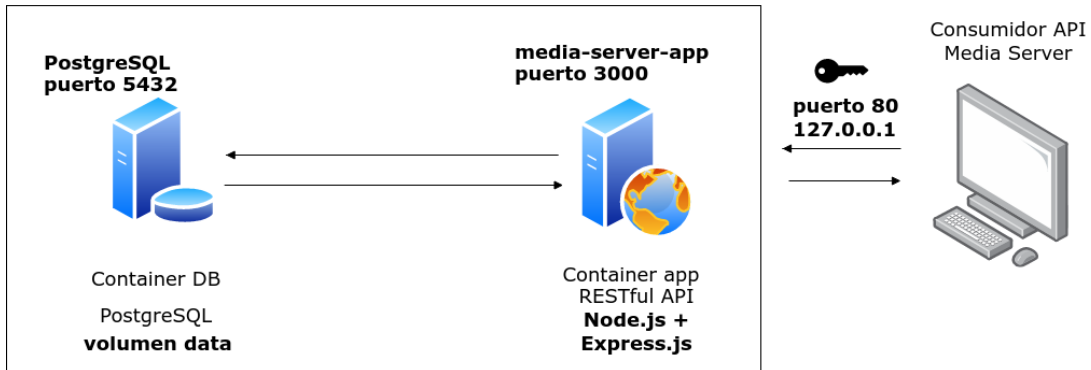 PostgreSQL
puerto 5432
Container DB
PostgreSQL
volumen data
media-server-app
puerto 3000
Container app
RESTful API
Node.js +
Express.js
puerto 80
127.0.0.1
Consumidor API
Media Server